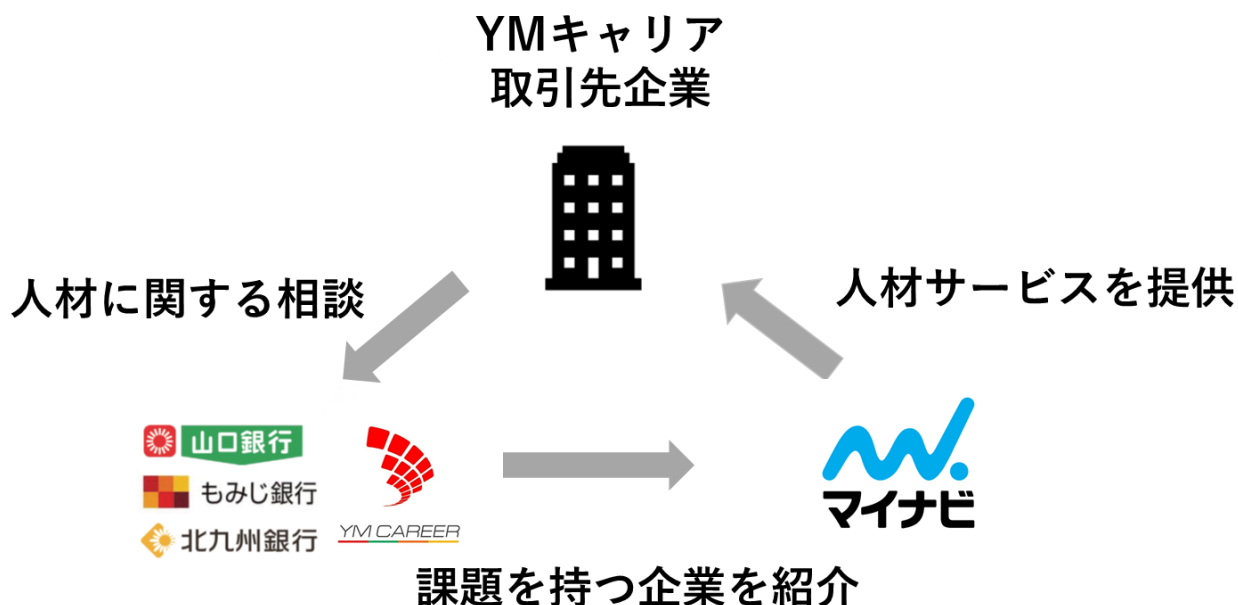 YMキャリア
取引先企業
人材に関する相談
人材サービスを提供
山口銀行
もみじ銀行
北九州銀行
YM CAREER
マイナビ
課題を持つ企業を紹介